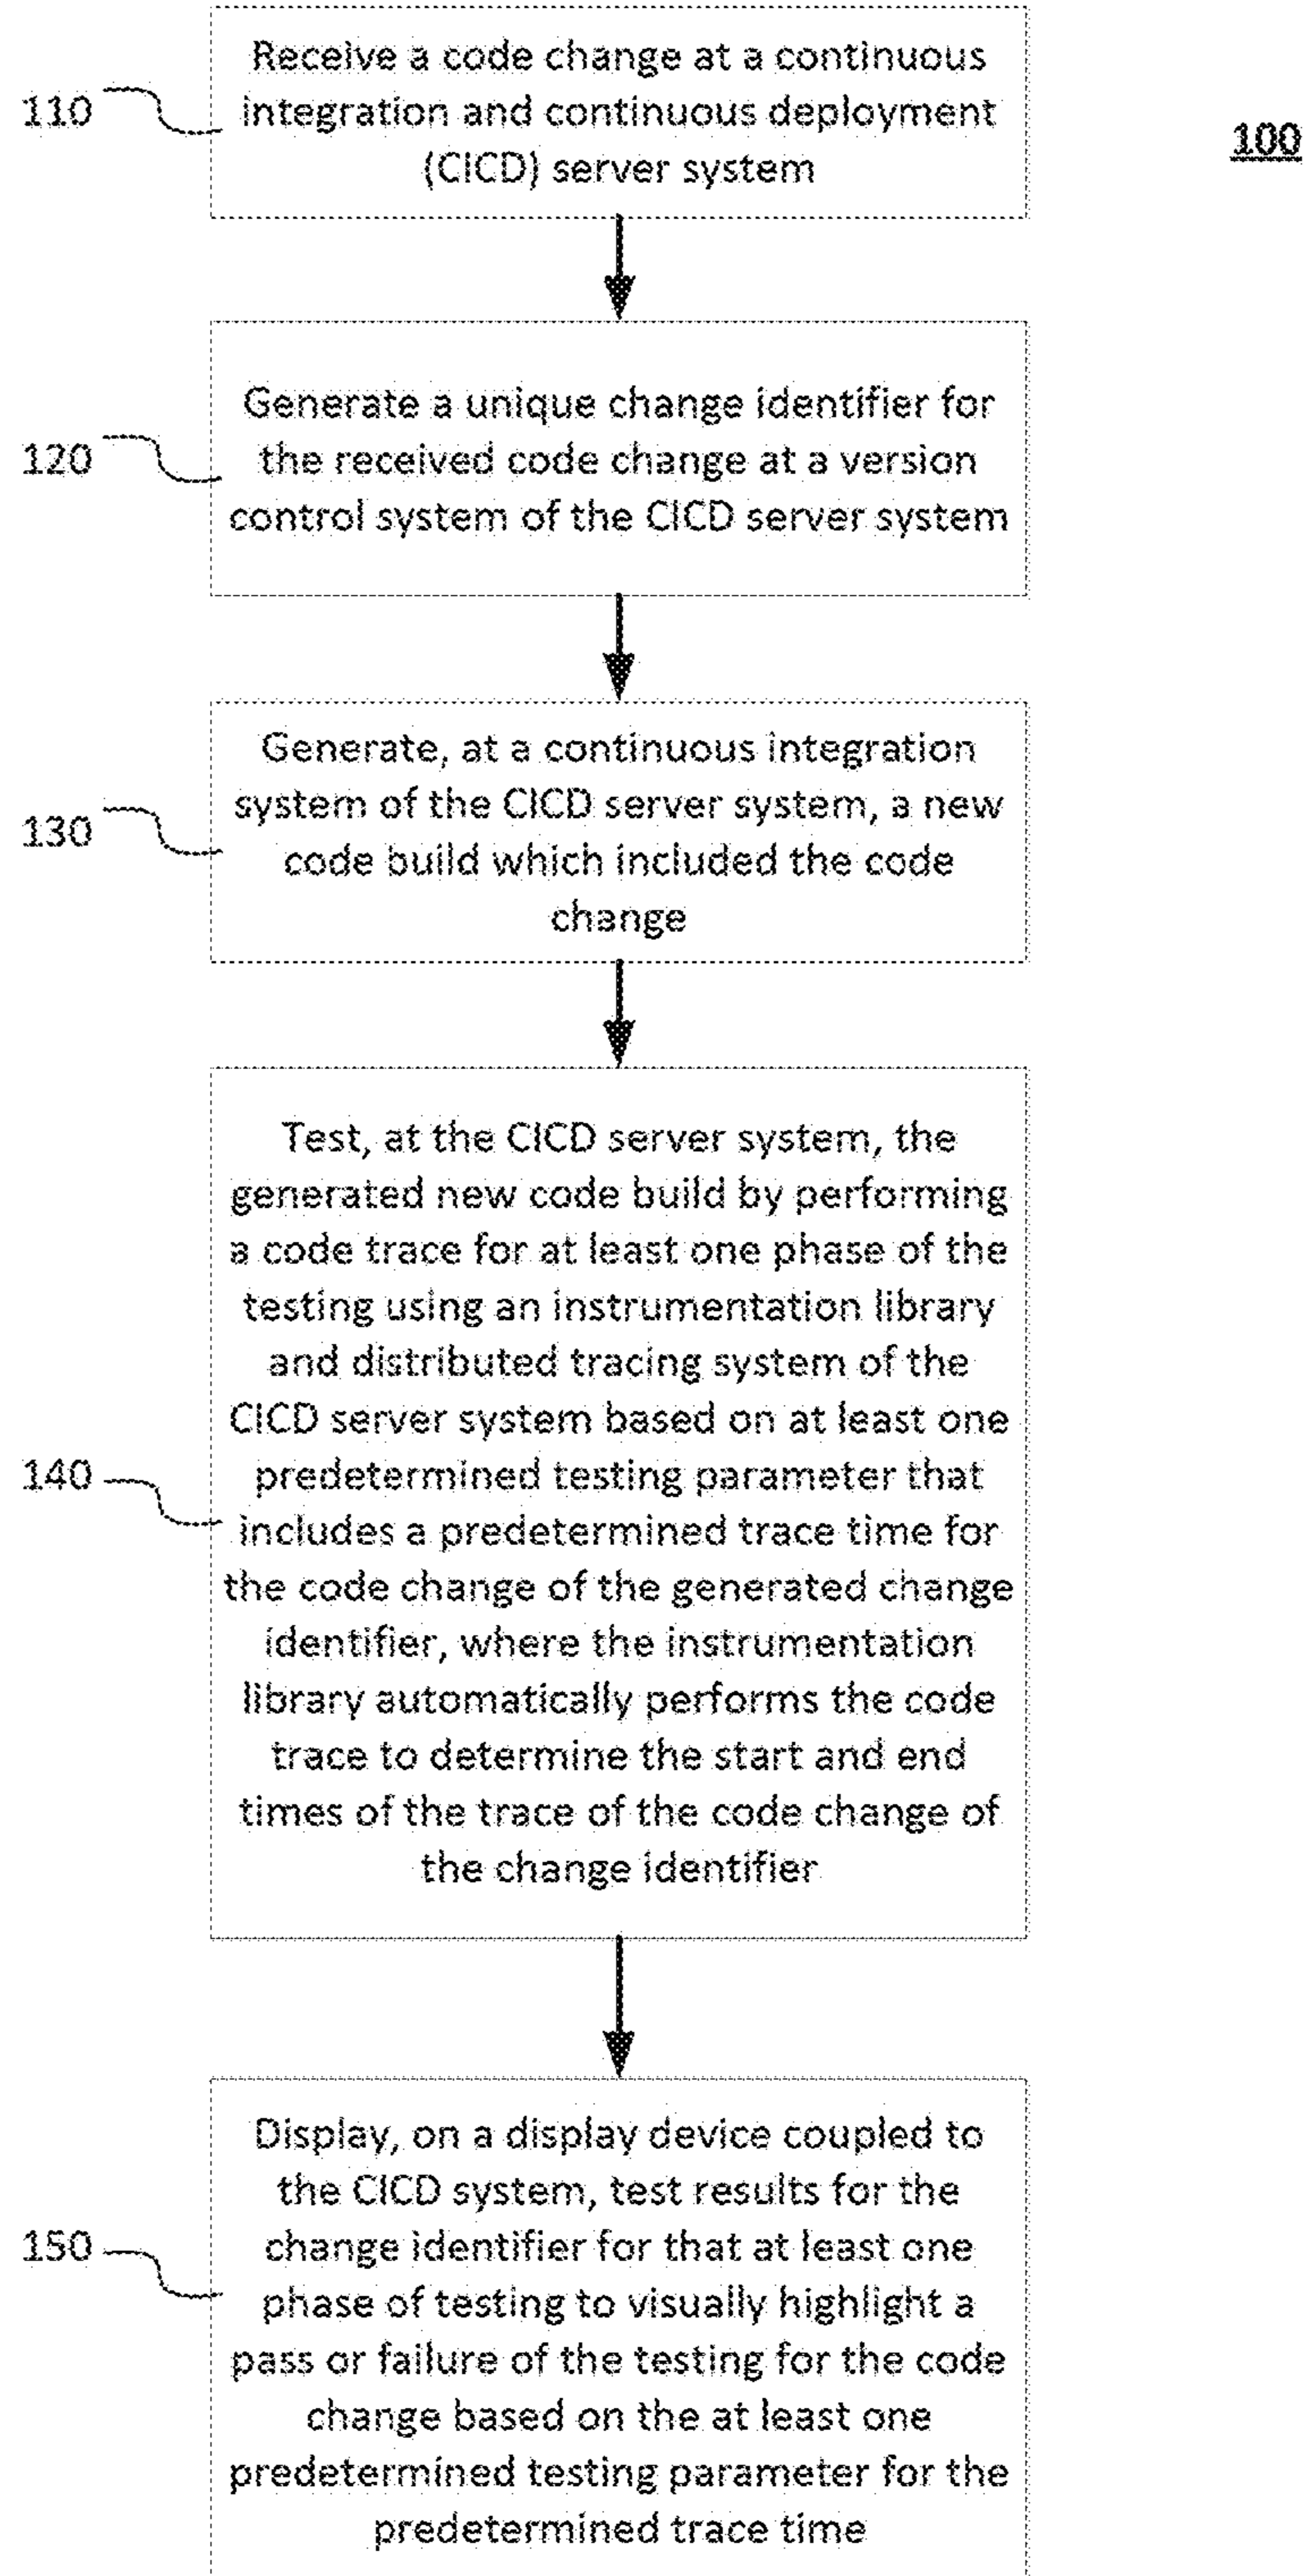 100
110
Receive a code change at a continuous
integration and continuous deployment
(CICD) server system
120
Generate a unique change identifier for
the received code change at a version
control system of the CICD server system
130
Generate, at a continuous integration
system of the CICD server system, a new
code build which included the code
change
140
Test, at the CICD server system, the
generated new code build by performing
a code trace for at least one phase of the
testing using an instrumentation library
and distributed tracing system of the
CICD server system based on at least one
predetermined testing parameter that
includes a predetermined trace time for
the code change of the generated change
identifier, where the instrumentation
library automatically performs the code
trace to determine the start and end
times of the trace of the code change of
the change identifier
150
Display, on a display device coupled to
the CICD system, test results for the
change identifier for that at least one
phase of testing to visually highlight a
pass or failure of the testing for the code
change based on the at least one
predetermined testing parameter for the
predetermined trace time